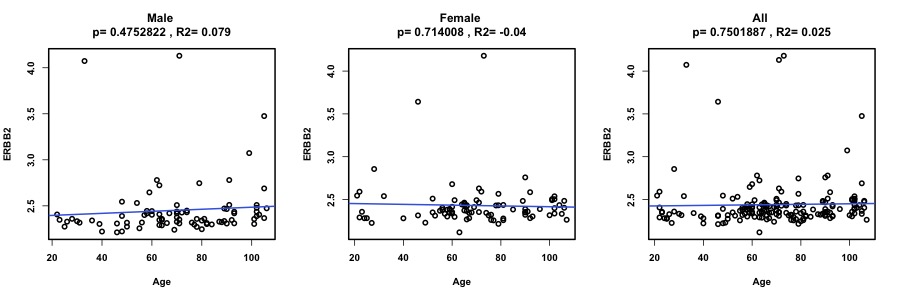 Male
p= 0.4752822 , R2= 0.079
ERBB2
4.0
3.5
3.0
2.5
20 40 60 80 100
Age
Female
p= 0.714008 , R2= -0.04
ERBB2
4.0
3.5
3.0
2.5
20 40 60 80 100
Age
All
p= 0.7501887 , R2= 0.025
ERBB2
4.0
3.5
3.0
2.5
20 40 60 80 100
Age